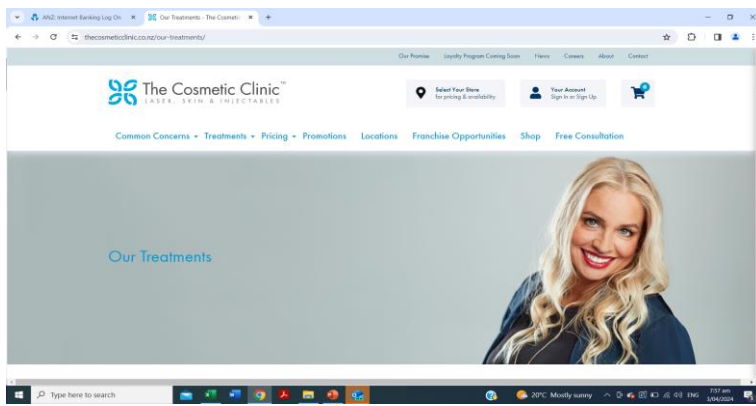 ANZ: Internet Banking Log On
Our Treatments - The Cosmetic
thecosmeticclinic.co.nz/our-treatments/
Our Promise Loyalty Program Coming Soon News Careers About Contact
The Cosmetic Clinic™
LASER, SKIN & INJECTABLES
Select Your Store
for pricing & availability
Your Account
Sign In or Sign Up
0
Common Concerns Treatments Pricing Promotions Locations Franchise Opportunities Shop Free Consultation
Our Treatments
Type here to search
20°C Mostly sunny
ENG
7:57 am
3/04/2024